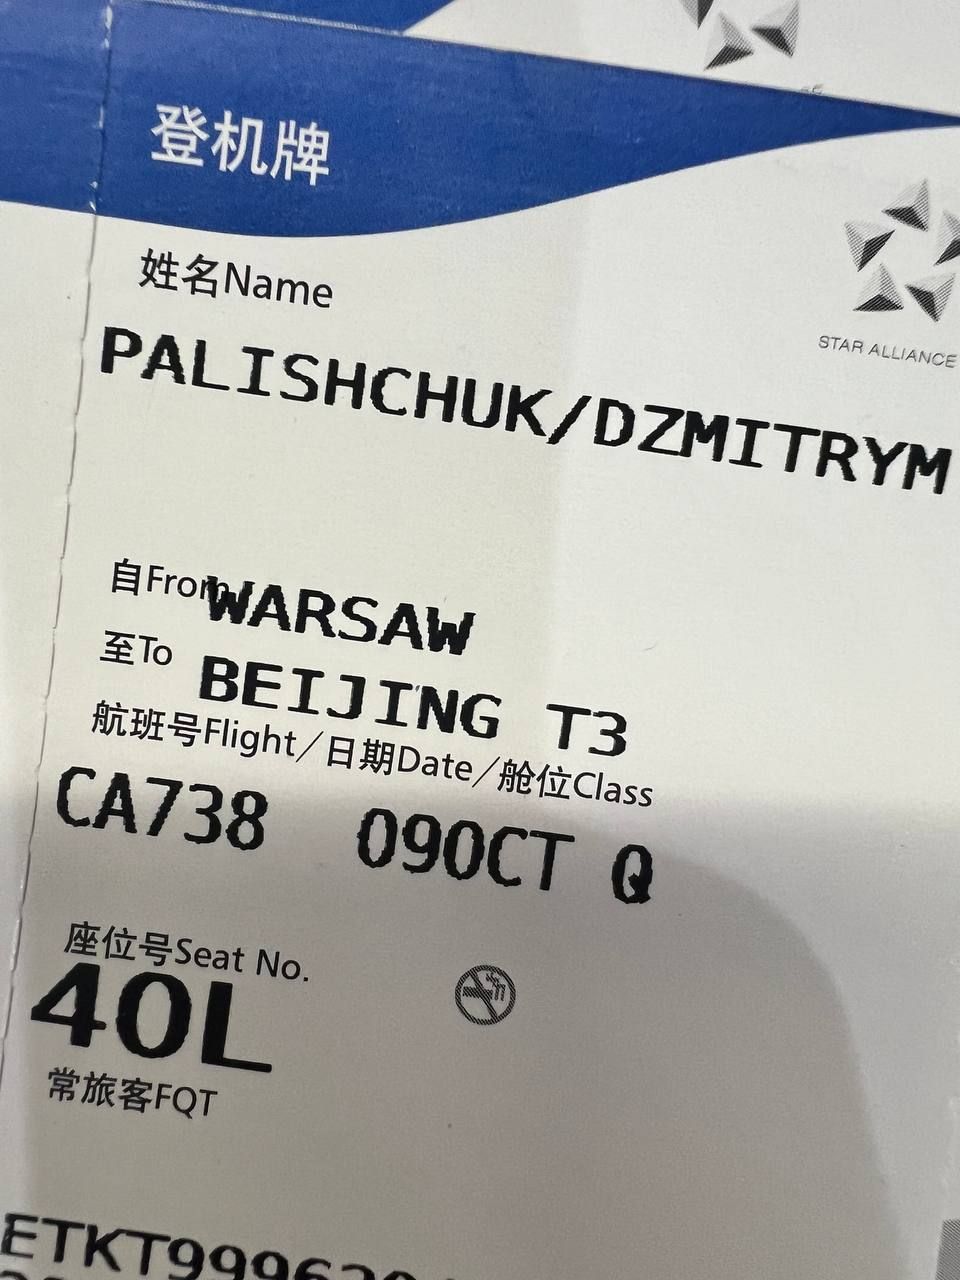 登机牌
STAR ALLIANCE
姓名Name
PALISHCHUK/DZMITRYM
自From WARSAW
至To BEIJING T3
航班号Flight/日期Date/舱位Class
CA738 09OCT Q
座位号Seat No.
40L
常旅客FQT